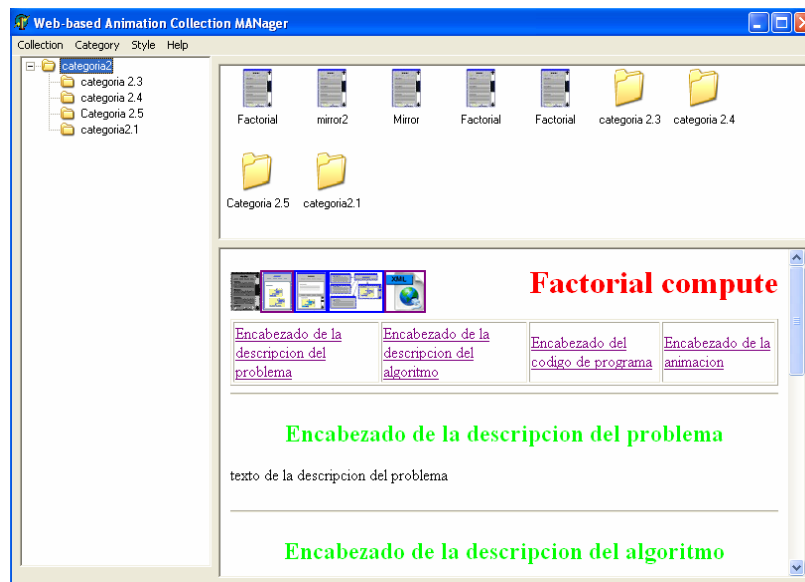 Web-based Animation Collection MANager
Collection Category Style Help
categoria2
categoria 2.3
categoria 2.4
Categoria 2.5
categoria2.1
Factorial mirror2 Mirror Factorial Factorial categoria 2.3 categoria 2.4
Categoria 2.5 categoria2.1
XML
Factorial compute
Encabezado de la
descripcion del
problema
Encabezado de la
descripcion del
algoritmo
Encabezado del
codigo de programa
Encabezado de la
animacion
Encabezado de la descripcion del problema
texto de la descripcion del problema
Encabezado de la descripcion del algoritmo